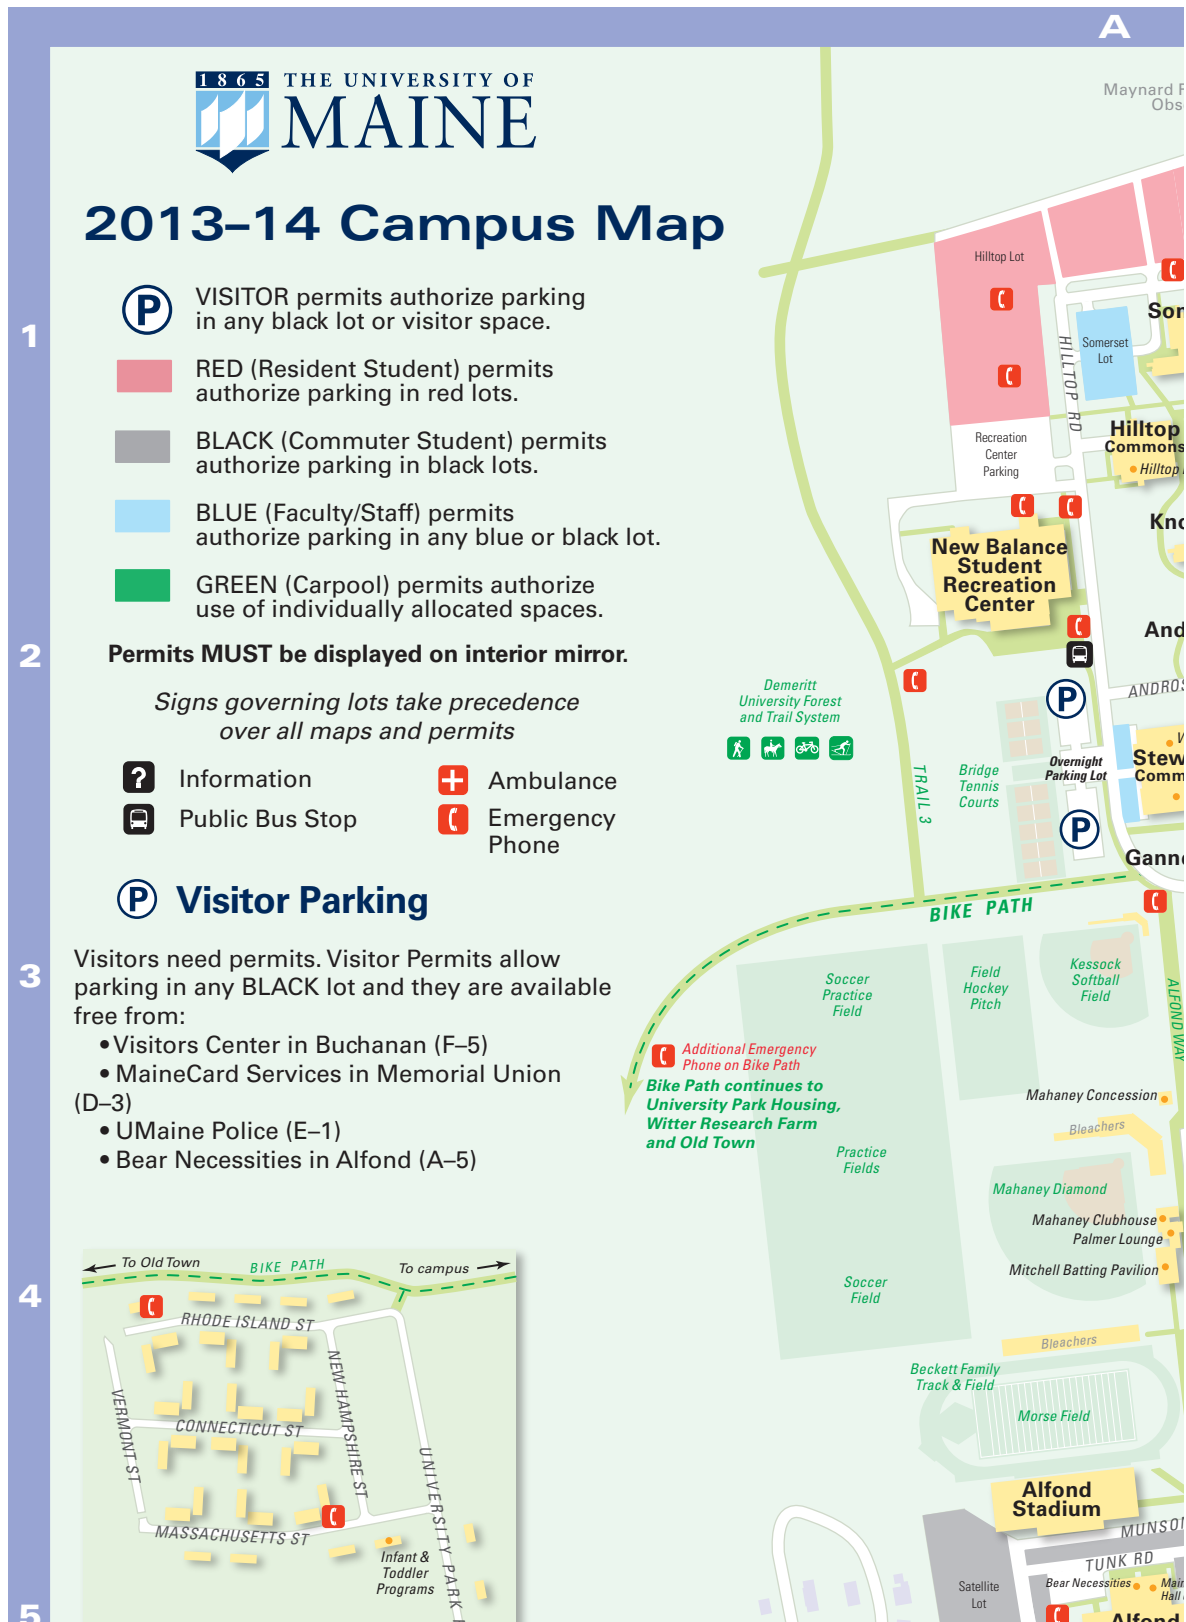 A
1865 THE UNIVERSITY OF
MAINE
2013–14 Campus Map
P
VISITOR permits authorize parking
in any black lot or visitor space.
RED (Resident Student) permits
authorize parking in red lots.
BLACK (Commuter Student) permits
authorize parking in black lots.
BLUE (Faculty/Staff) permits
authorize parking in any blue or black lot.
GREEN (Carpool) permits authorize
use of individually allocated spaces.
Permits MUST be displayed on interior mirror.
Signs governing lots take precedence
over all maps and permits
? Information
Public Bus Stop
Ambulance
Emergency
Phone
P Visitor Parking
Visitors need permits. Visitor Permits allow
parking in any BLACK lot and they are available
free from:
• Visitors Center in Buchanan (F–5)
• MaineCard Services in Memorial Union
(D–3)
• UMaine Police (E–1)
• Bear Necessities in Alfond (A–5)
1
2
3
4
5
To Old Town
BIKE PATH
To campus
RHODE ISLAND ST
NEW HAMPSHIRE ST
VERMONT ST
CONNECTICUT ST
MASSACHUSETTS ST
UNIVERSITY PARK
Infant &
Toddler
Programs
Maynard
Hilltop Lot
HILLTOP RD
Somerset
Lot
Recreation
Center
Parking
Hilltop
Commons
Hilltop
New Balance
Student
Recreation
Center
Demeritt
University Forest
and Trail System
TRAIL 3
P
Overnight
Parking Lot
P
Bridge
Tennis
Courts
BIKE PATH
Soccer
Practice
Field
Field
Hockey
Pitch
Kessock
Softball
Field
ALFOND WAY
Additional Emergency
Phone on Bike Path
Bike Path continues to
University Park Housing,
Witter Research Farm
and Old Town
Mahaney Concession
Bleachers
Practice
Fields
Mahaney Diamond
Mahaney Clubhouse
Palmer Lounge
Mitchell Batting Pavilion
Soccer
Field
Bleachers
Beckett Family
Track & Field
Morse Field
Alfond
Stadium
TUNK RD
Satellite
Lot
Bear Necessities
Hall
Alfond